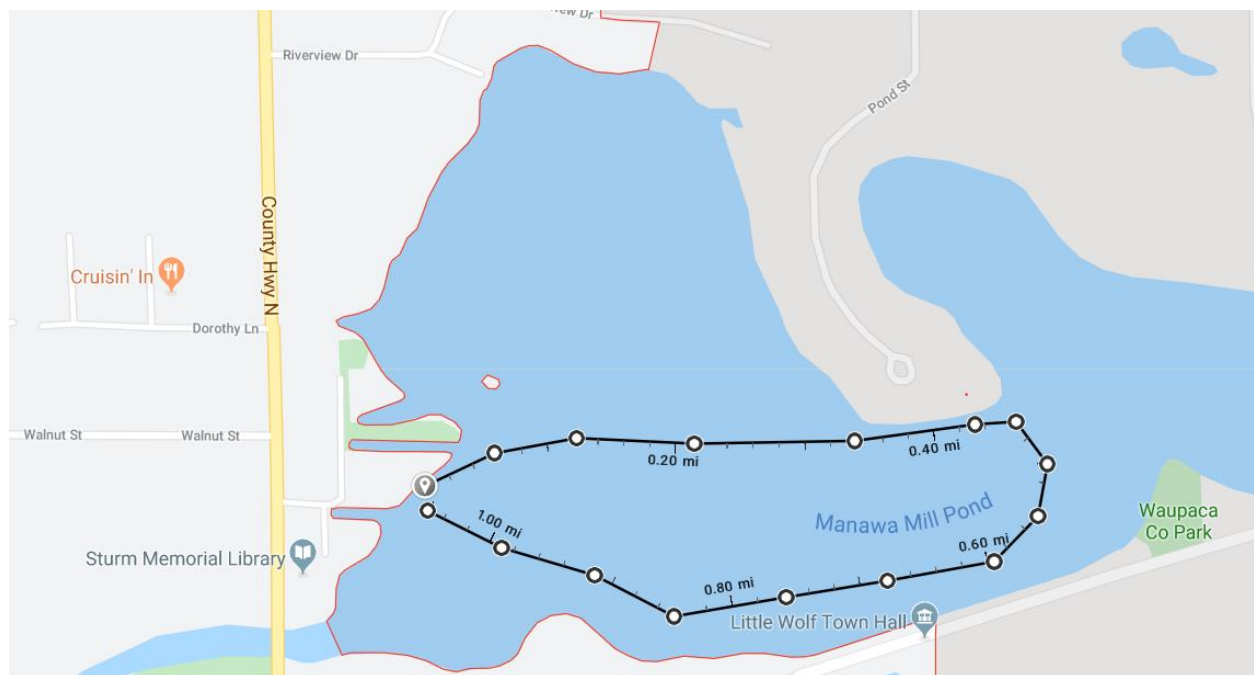 Riverview Dr
Pond St
County Hwy N
Cruisin' In
Dorothy Ln
Walnut St
Walnut St
0.20 mi
0.40 mi
Manawa Mill Pond
Waupaca
Co Park
1.00 mi
0.60 mi
Sturm Memorial Library
0.80 mi
Little Wolf Town Hall